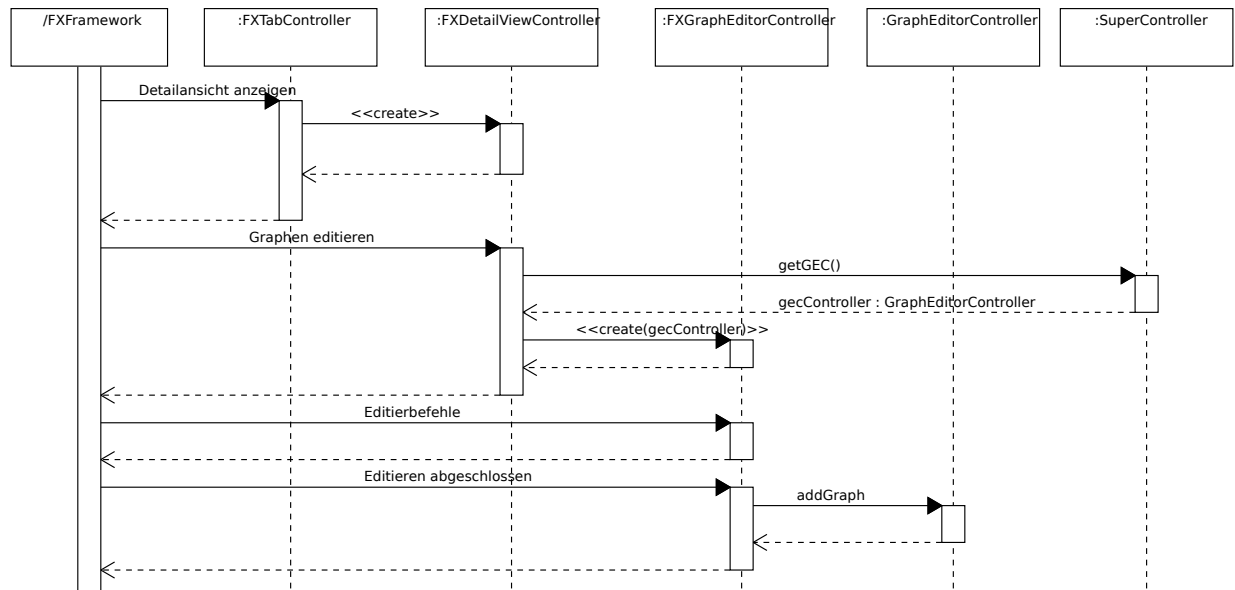 /FXFramework
:FXTabController
:FXDetailViewController
:FXGraphEditorController
:GraphEditorController
:SuperController
Detailansicht anzeigen
<<create>>
Graphen editieren
getGEC()
gecController : GraphEditorController
<<create(gecController)>>
Editierbefehle
Editieren abgeschlossen
addGraph